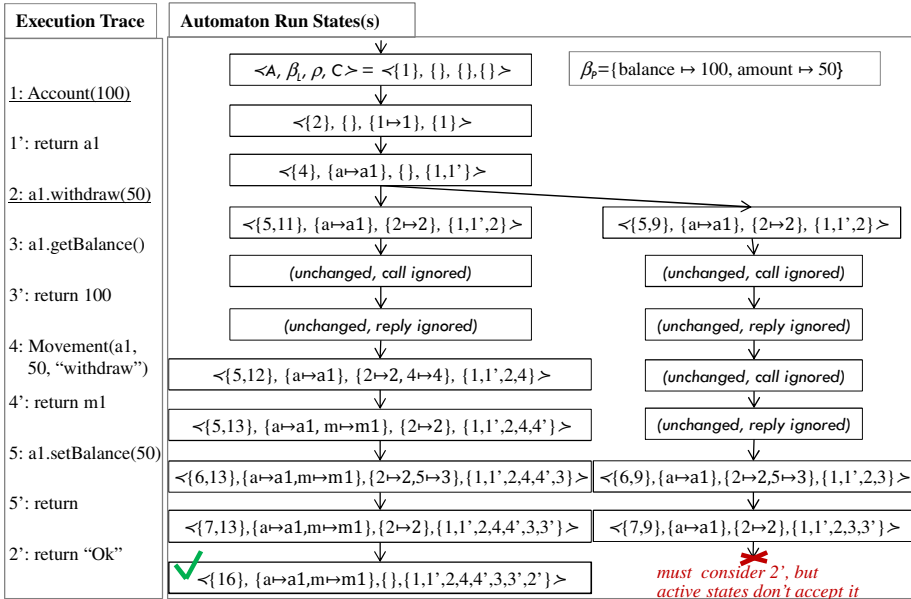 Execution Trace
Automaton Run States(s)
≺A, β_L, ρ, C≻ = ≺{1}, {}, {},{}≻
β_P={balance ↦ 100, amount ↦ 50}
1: Account(100)
≺{2}, {}, {1↦1}, {1}≻
1’: return a1
≺{4}, {a↦a1}, {}, {1,1’}≻
2: a1.withdraw(50)
≺{5,11}, {a↦a1}, {2↦2}, {1,1’,2}≻
≺{5,9}, {a↦a1}, {2↦2}, {1,1’,2}≻
3: a1.getBalance()
(unchanged, call ignored)
(unchanged, call ignored)
3’: return 100
(unchanged, reply ignored)
(unchanged, reply ignored)
4: Movement(a1,
50, “withdraw”)
≺{5,12}, {a↦a1}, {2↦2, 4↦4}, {1,1’,2,4}≻
(unchanged, call ignored)
4’: return m1
≺{5,13}, {a↦a1, m↦m1}, {2↦2}, {1,1’,2,4,4’}≻
(unchanged, reply ignored)
5: a1.setBalance(50)
≺{6,13},{a↦a1,m↦m1},{2↦2,5↦3},{1,1’,2,4,4’,3}≻
≺{6,9},{a↦a1},{2↦2,5↦3},{1,1’,2,3}≻
5’: return
≺{7,13},{a↦a1,m↦m1},{2↦2},{1,1’,2,4,4’,3,3’}≻
≺{7,9},{a↦a1},{2↦2},{1,1’,2,3,3’}≻
2’: return “Ok”
≺{16}, {a↦a1,m↦m1},{},{1,1’,2,4,4’,3,3’,2’}≻
must consider 2’, but
active states don’t accept it